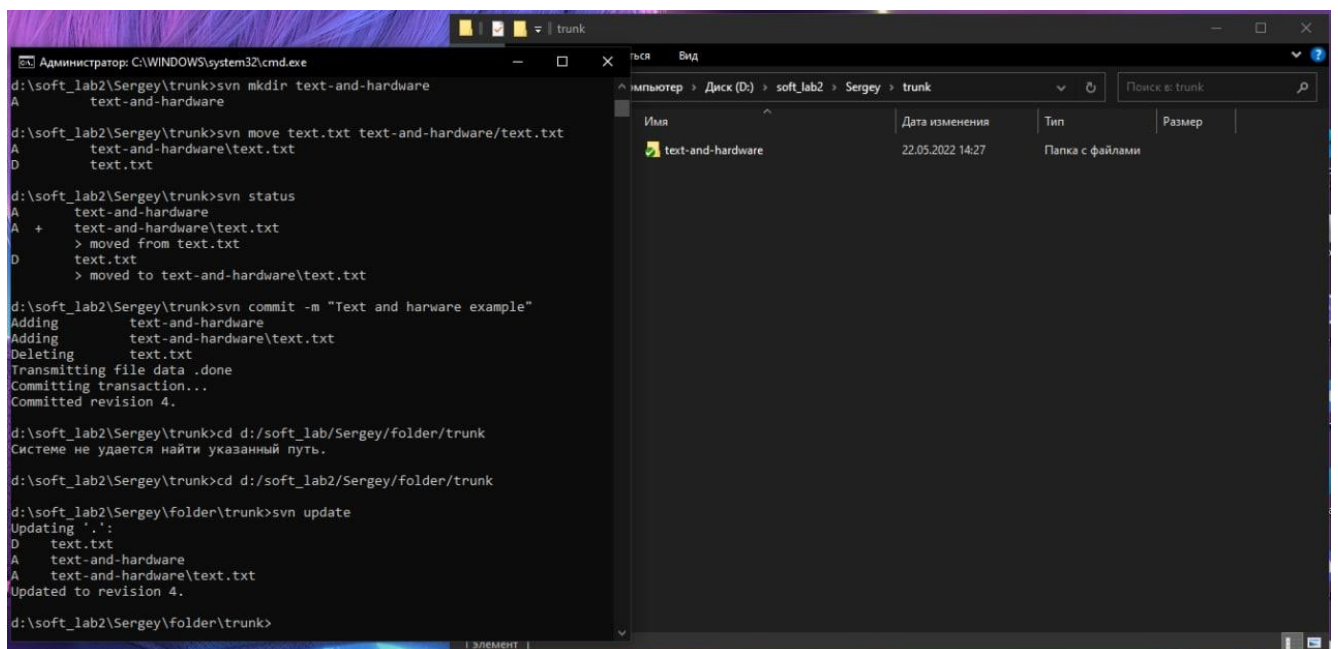 trunk
Администратор: C:\WINDOWS\system32\cmd.exe
d:\soft_lab2\Sergey\trunk>svn mkdir text-and-hardware
A         text-and-hardware
d:\soft_lab2\Sergey\trunk>svn move text.txt text-and-hardware/text.txt
A         text-and-hardware\text.txt
D         text.txt
d:\soft_lab2\Sergey\trunk>svn status
A       text-and-hardware
A  +    text-and-hardware\text.txt
        > moved from text.txt
D       text.txt
        > moved to text-and-hardware\text.txt
d:\soft_lab2\Sergey\trunk>svn commit -m "Text and harware example"
Adding         text-and-hardware
Adding         text-and-hardware\text.txt
Deleting       text.txt
Transmitting file data .done
Committing transaction...
Committed revision 4.
d:\soft_lab2\Sergey\trunk>cd d:/soft_lab/Sergey/folder/trunk
Системе не удается найти указанный путь.
d:\soft_lab2\Sergey\trunk>cd d:/soft_lab2/Sergey/folder/trunk
d:\soft_lab2\Sergey\folder\trunk>svn update
Updating '.':
D    text.txt
A    text-and-hardware
A    text-and-hardware\text.txt
Updated to revision 4.
d:\soft_lab2\Sergey\folder\trunk>
ться Вид
мпьютер > Диск (D:) > soft_lab2 > Sergey > trunk
Поиск в: trunk
Имя Дата изменения Тип Размер
text-and-hardware 22.05.2022 14:27 Папка с файлами